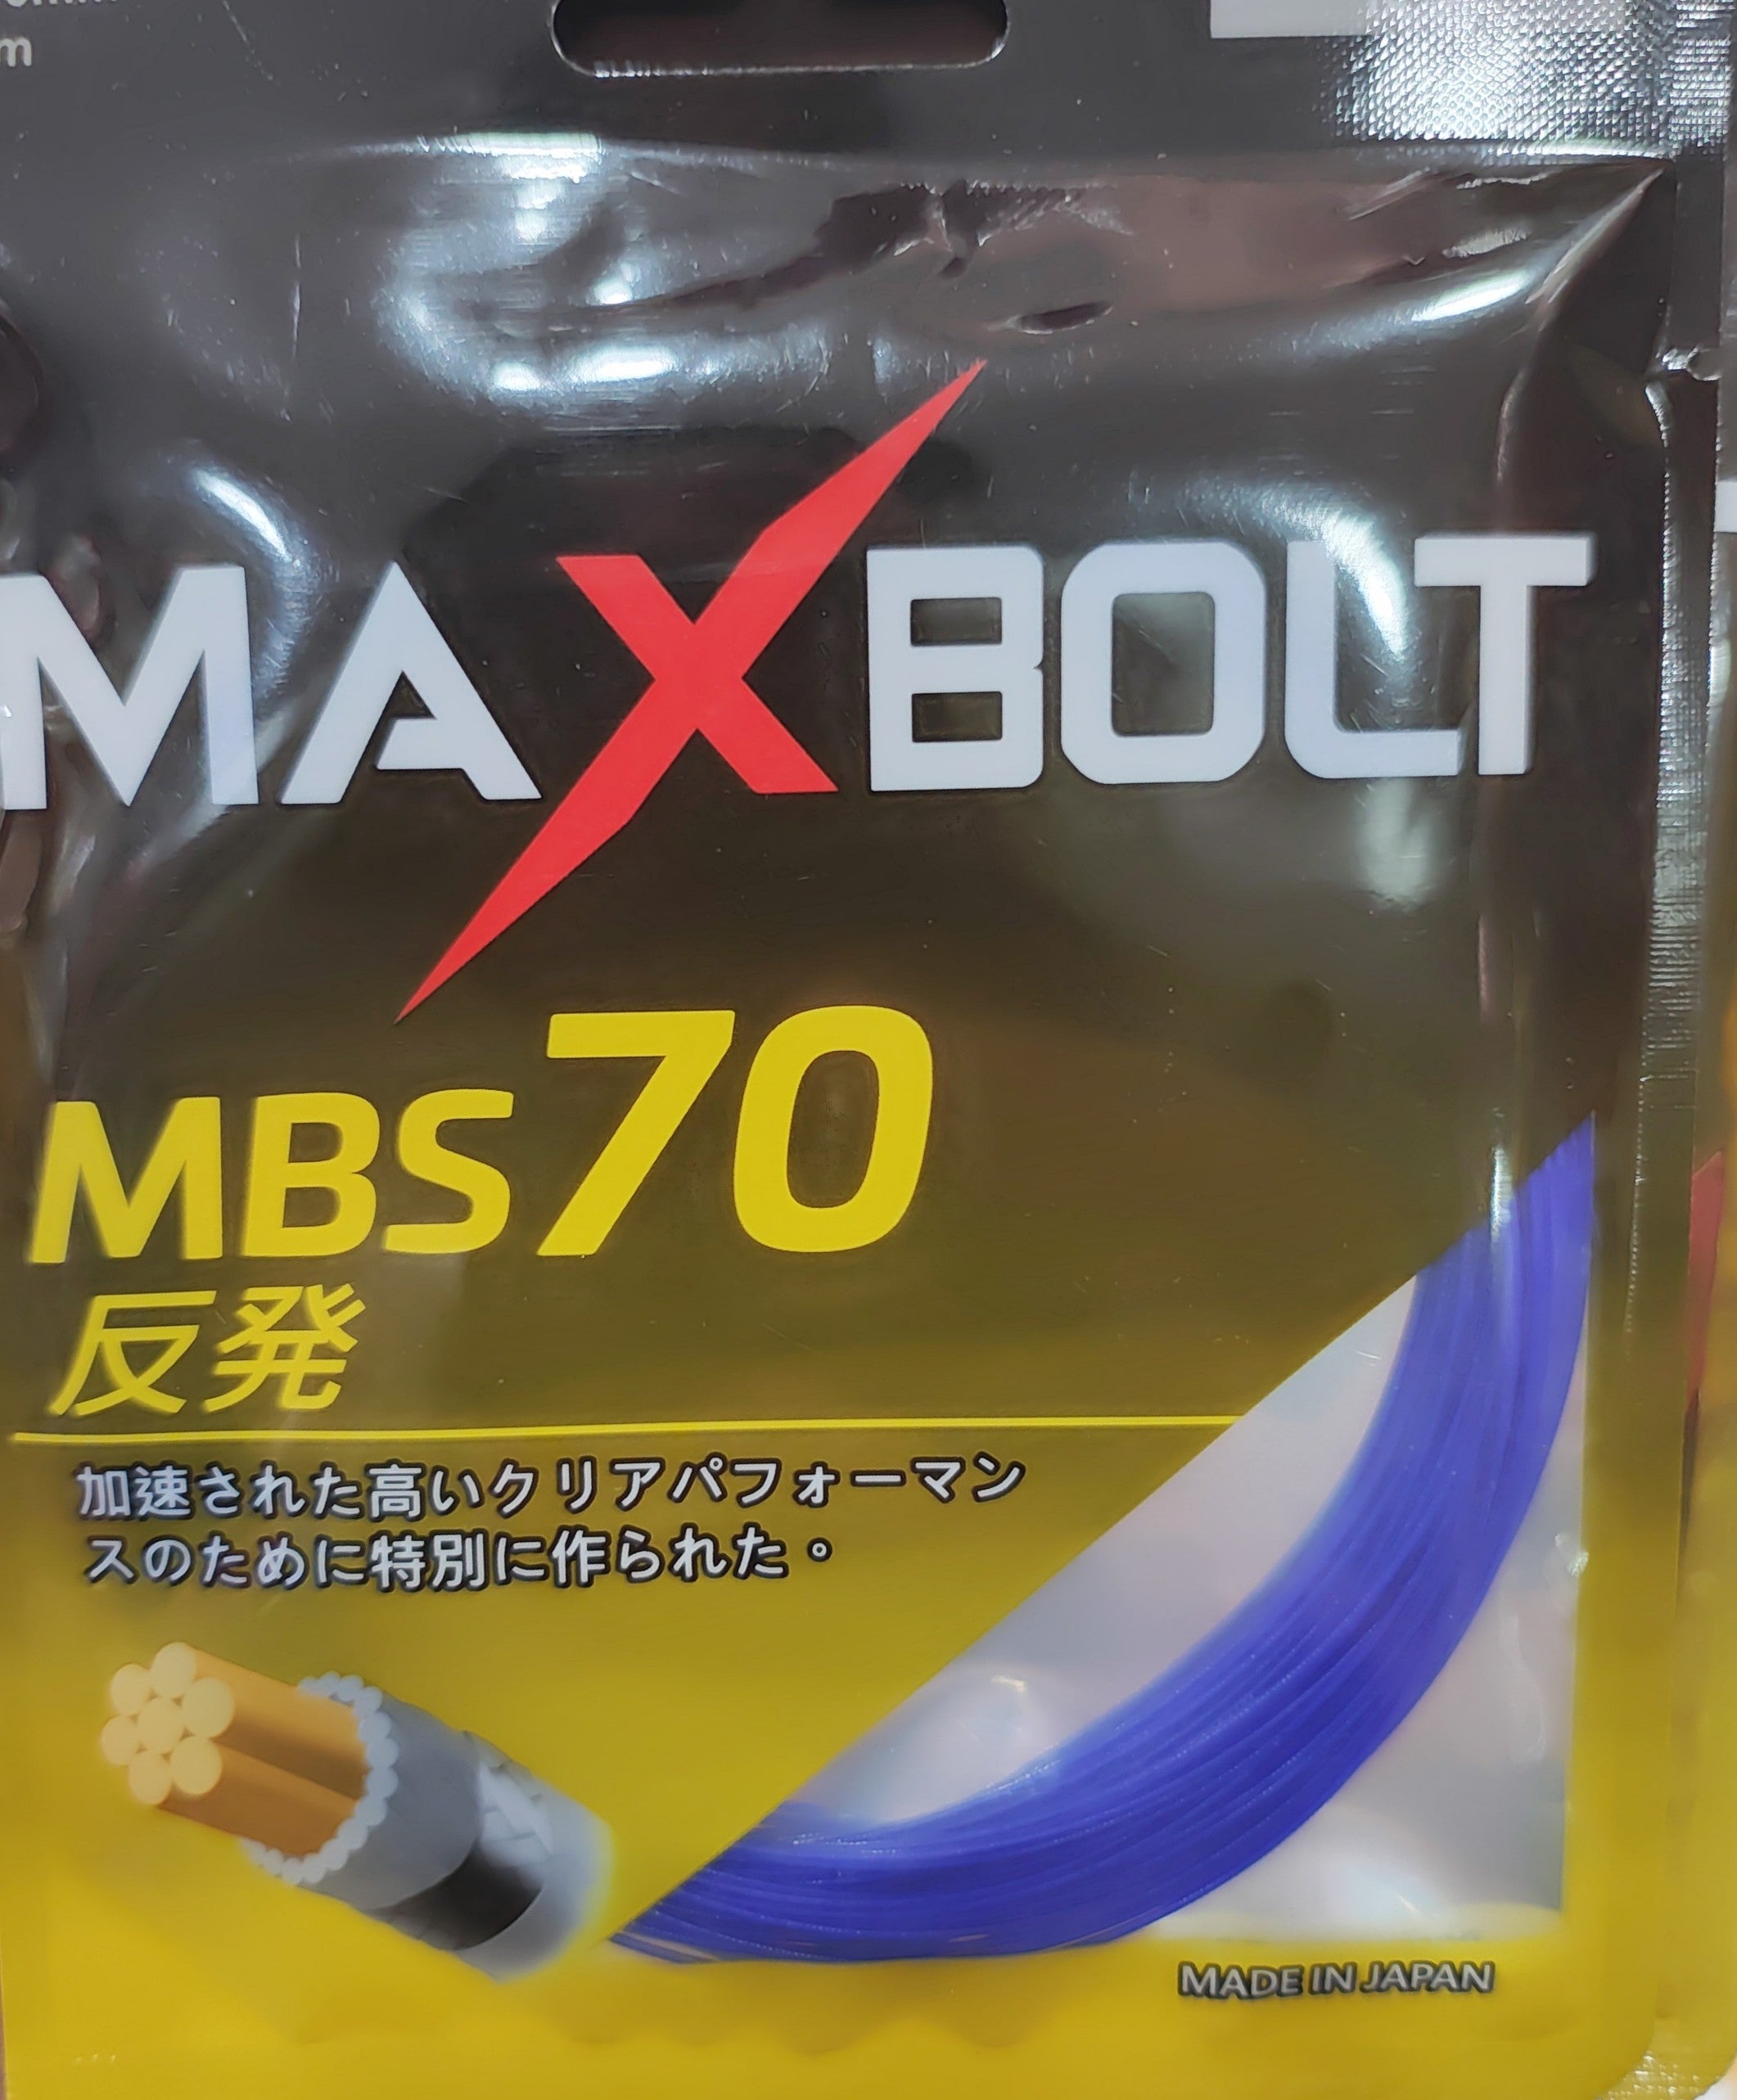 m
MAXBOLT
MBS70
反発
加速された高いクリアパフォーマン
スのために特別に作られた。
MADE IN JAPAN